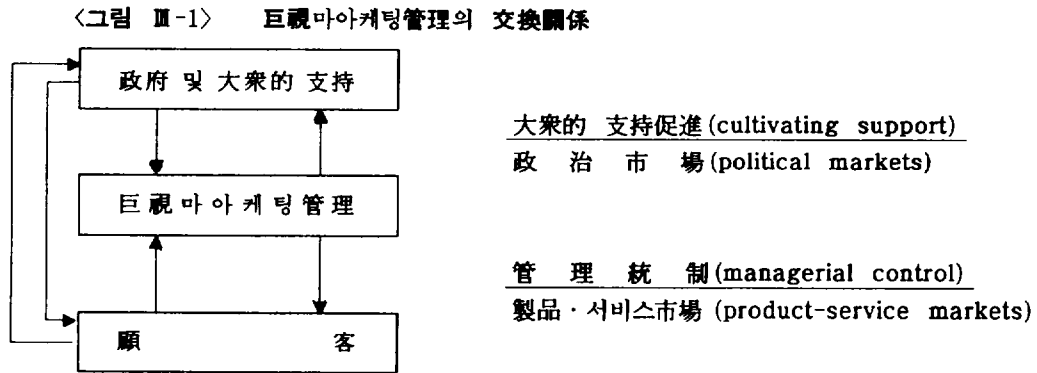 〈그림 Ⅲ-1〉 巨視마아케팅管理의 交換關係
政府 및 大衆的 支持
大衆的 支持促進(cultivating support)
政治市場(political markets)
巨視마아케팅管理
管理統制(managerial control)
製品·서비스市場 (product-service markets)
顧客